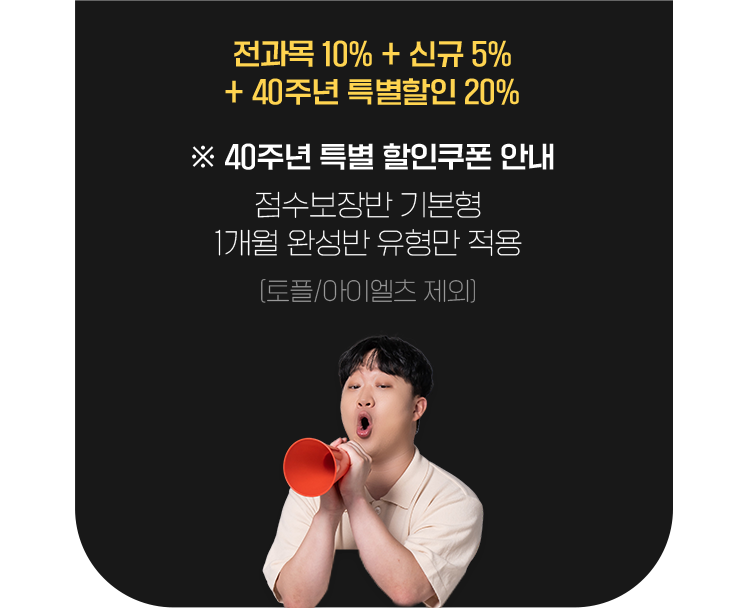 전과목 10% + 신규 5%
+ 40주년 특별할인 20%
※ 40주년 특별 할인쿠폰 안내
점수보장반 기본형
1개월 완성반 유형만 적용
(토플/아이엘츠 제외)